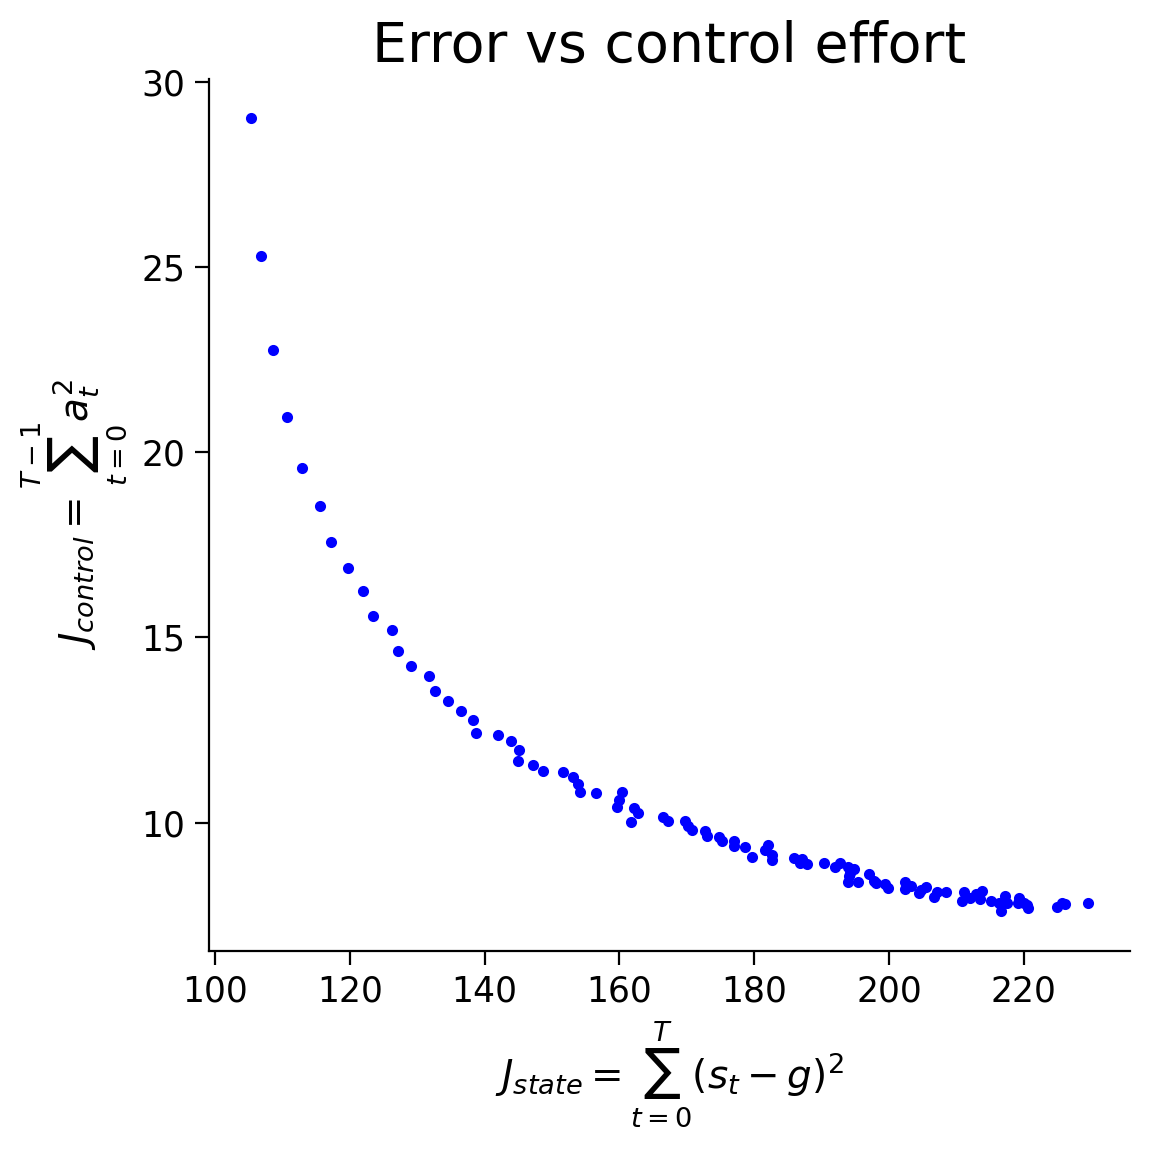 Error vs control effort
30
25
20
15
10
J_{control} = \sum_{t=0}^{T-1} a_t^2
100 120 140 160 180 200 220
J_{state} = \sum_{t=0}^{T} (s_t - g)^2